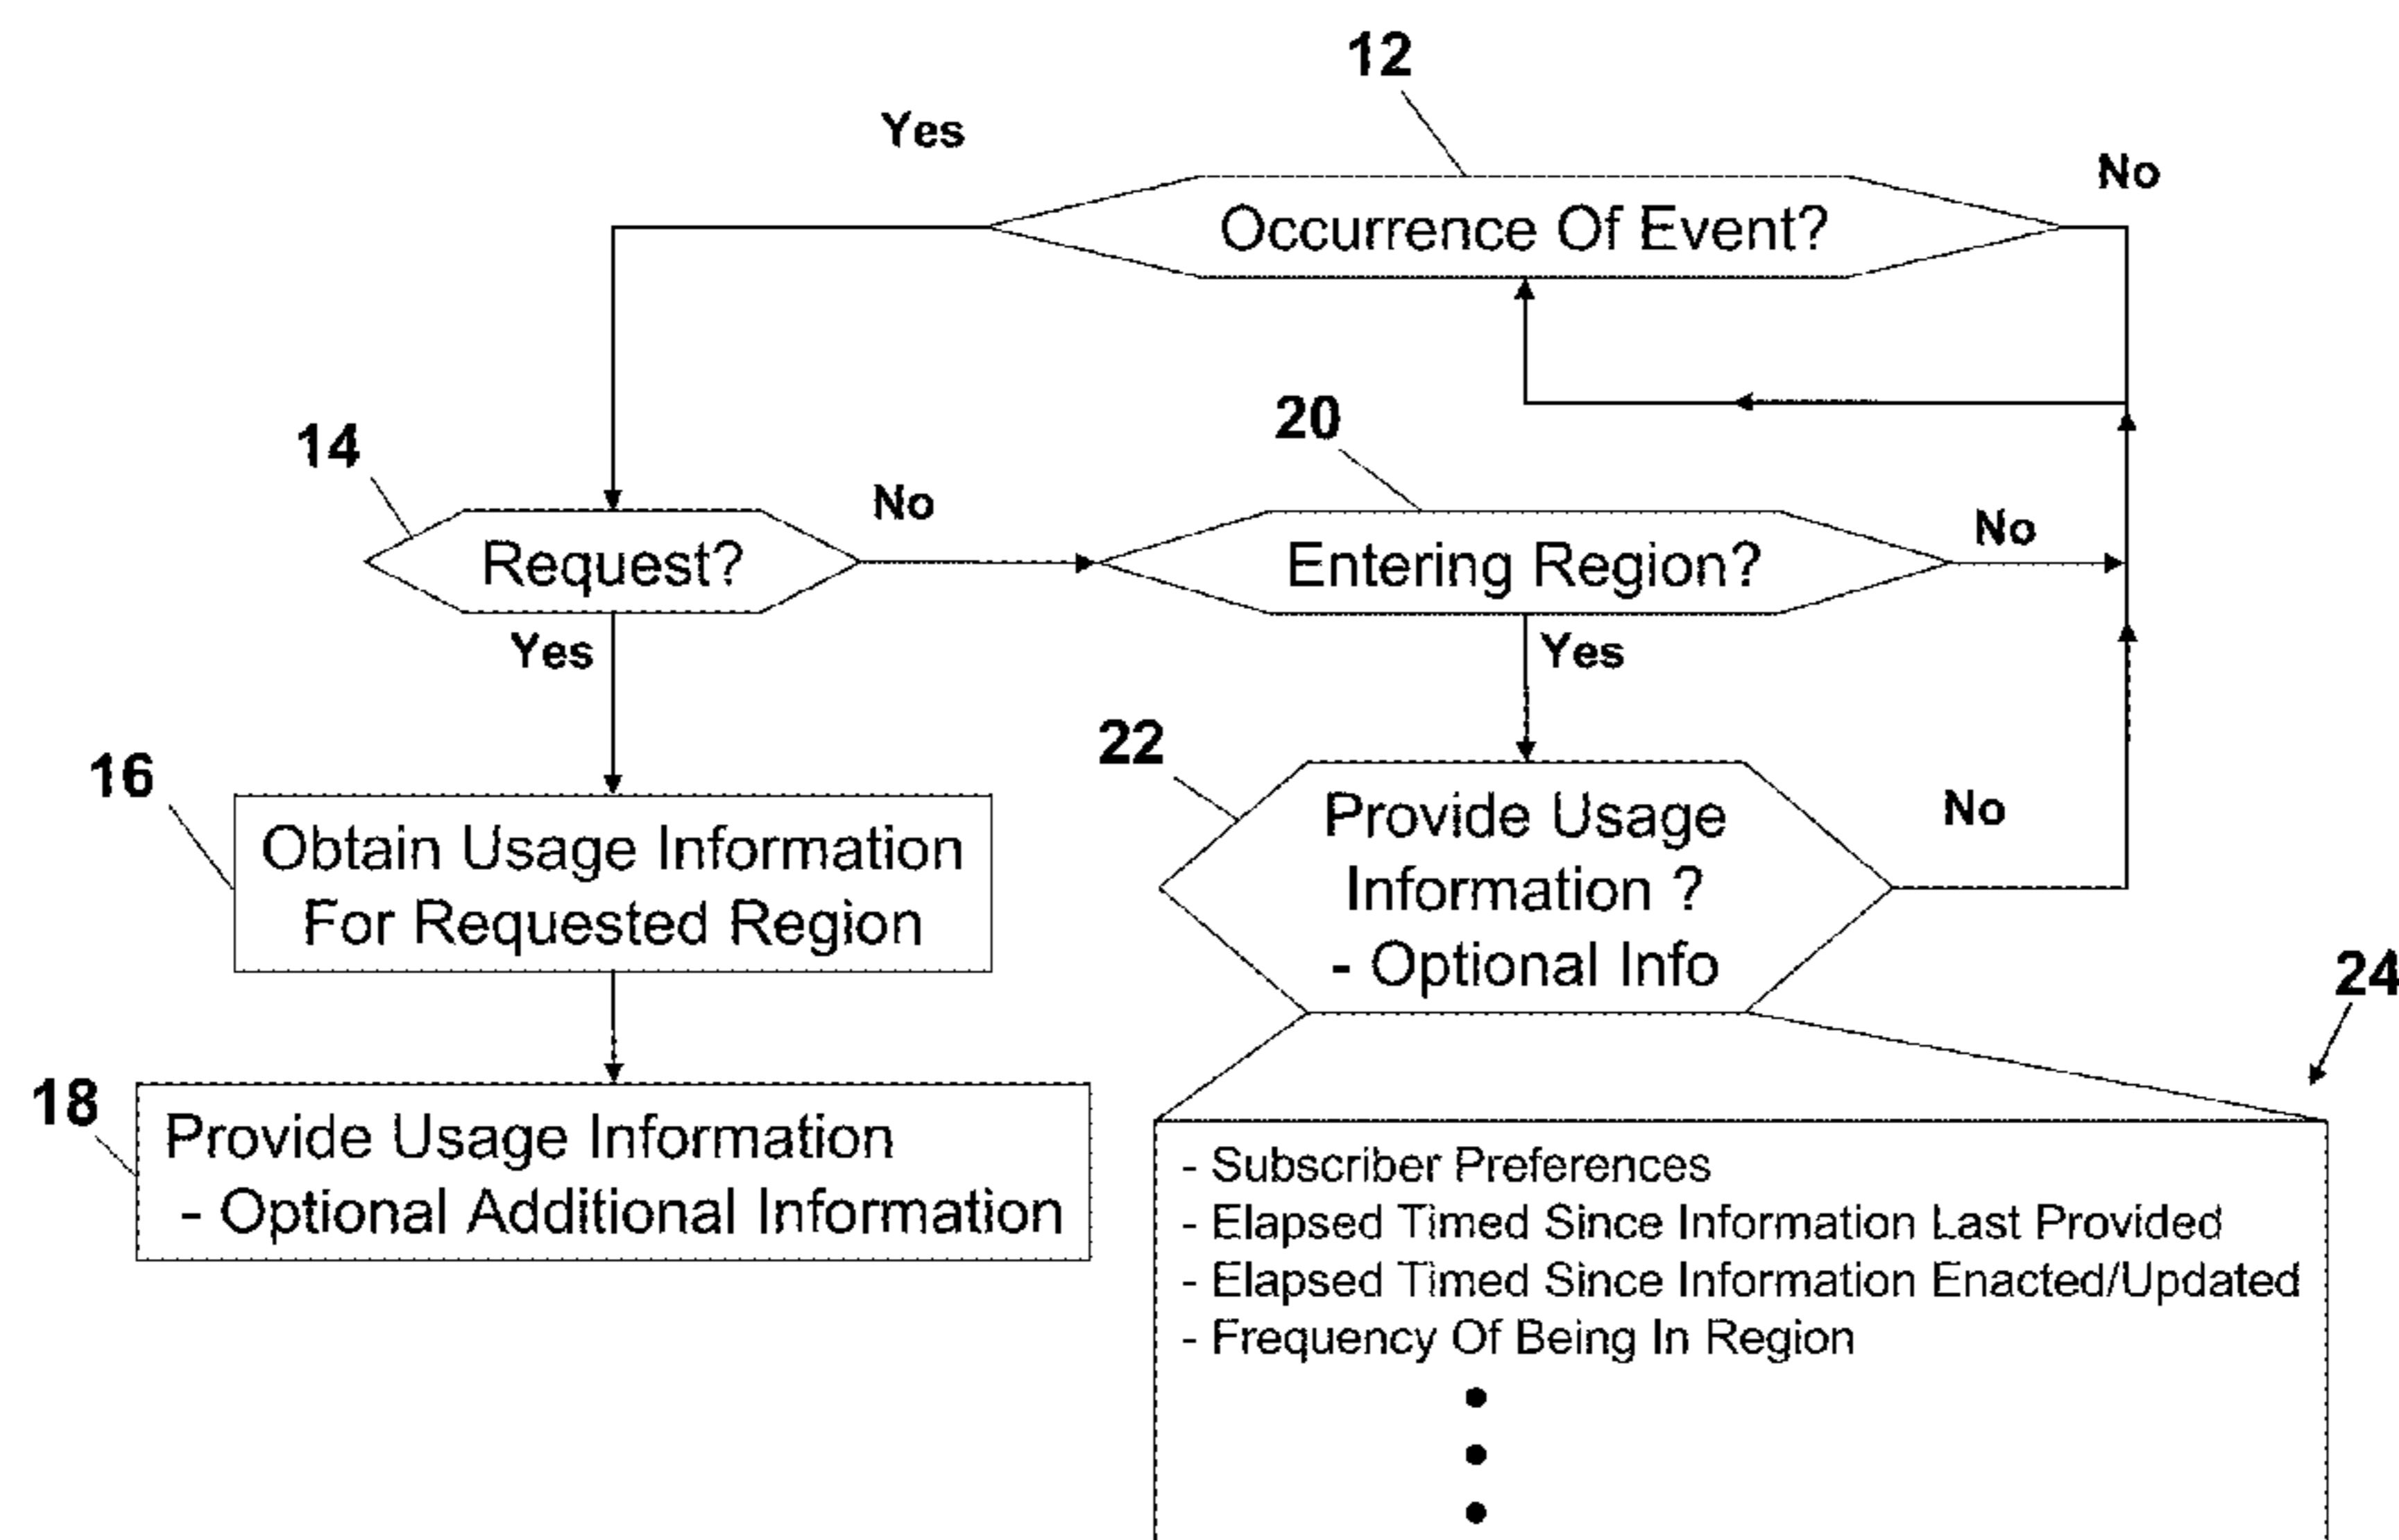 12
Yes
No
Occurrence Of Event?
14
20
No
No
Request?
Entering Region?
Yes
Yes
16
22
Obtain Usage Information
For Requested Region
Provide Usage
Information ?
- Optional Info
No
24
18
Provide Usage Information
- Optional Additional Information
- Subscriber Preferences
- Elapsed Timed Since Information Last Provided
- Elapsed Timed Since Information Enacted/Updated
- Frequency Of Being In Region